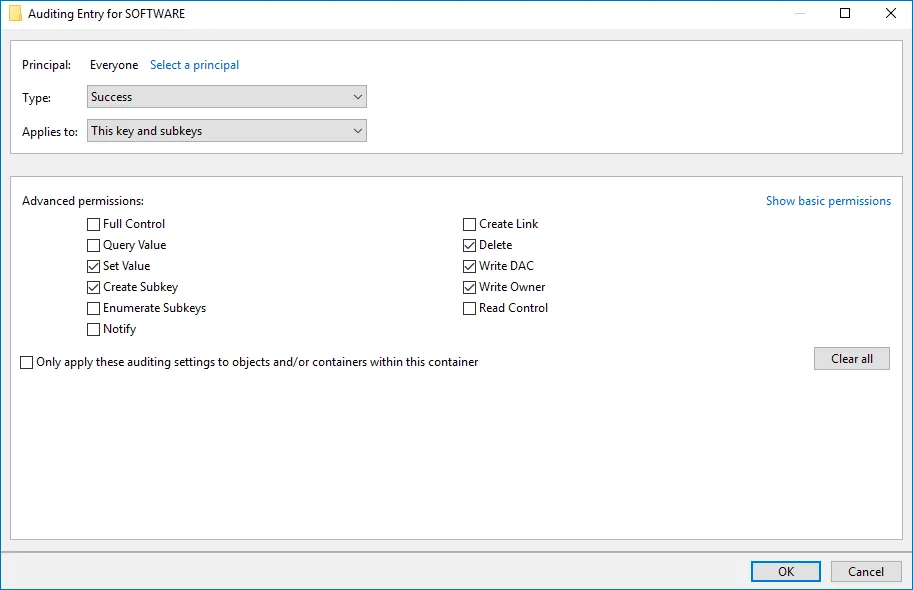 Auditing Entry for SOFTWARE
Principal: Everyone Select a principal
Type: Success
Applies to: This key and subkeys
Advanced permissions: Show basic permissions
Full Control Create Link
Query Value Delete
Set Value Write DAC
Create Subkey Write Owner
Enumerate Subkeys Read Control
Notify
Only apply these auditing settings to objects and/or containers within this container Clear all
OK Cancel